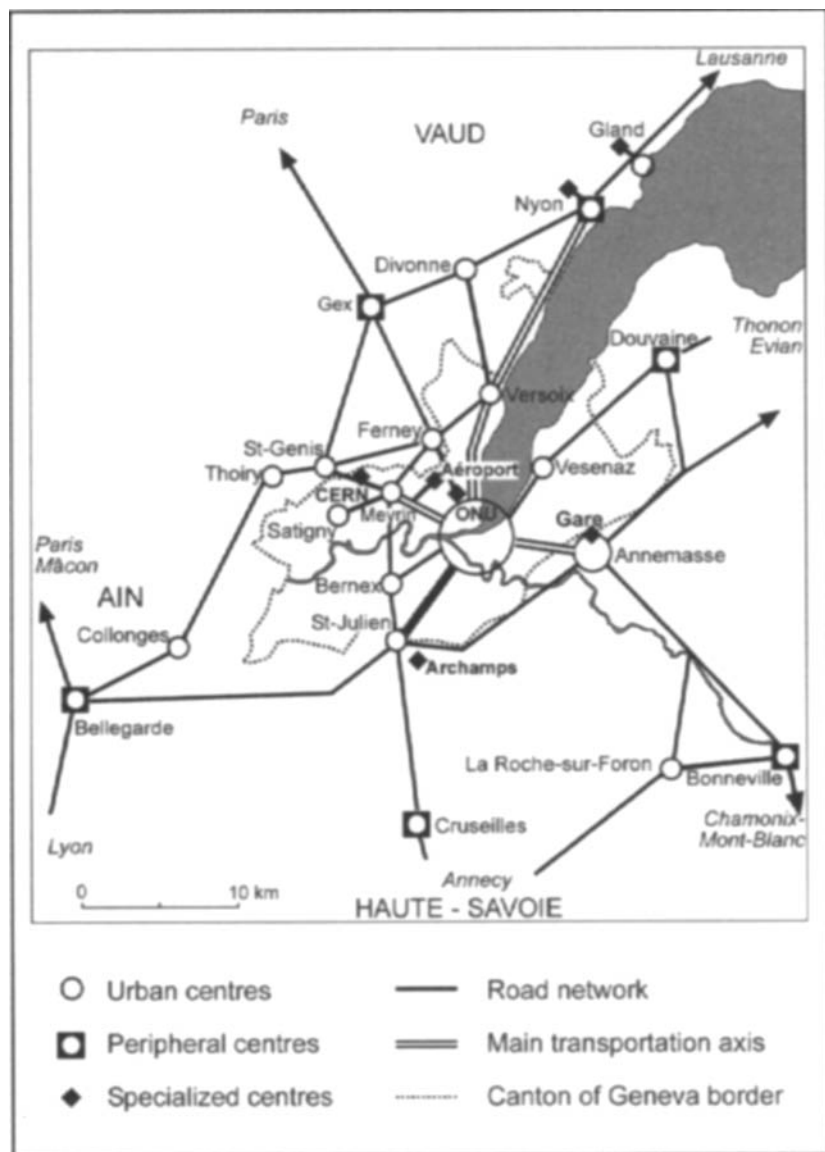 Lausanne
Paris
VAUD
Gland
Nyon
Divonne
Gex
Thonon
Evian
Douvaine
Versoix
Ferney
St-Genis
Aéroport
Vesenaz
Thoiry
CERN
Meyrin
ONU
Gare
Satigny
Annemasse
Paris
Mâcon
AIN
Bernex
St-Julien
Collonges
Archamps
Bellegarde
La Roche-sur-Foron
Bonneville
Cruseilles
Chamonix-
Mont-Blanc
Lyon
Annecy
0 10 km
HAUTE - SAVOIE
Urban centres
Road network
Peripheral centres
Main transportation axis
Specialized centres
Canton of Geneva border